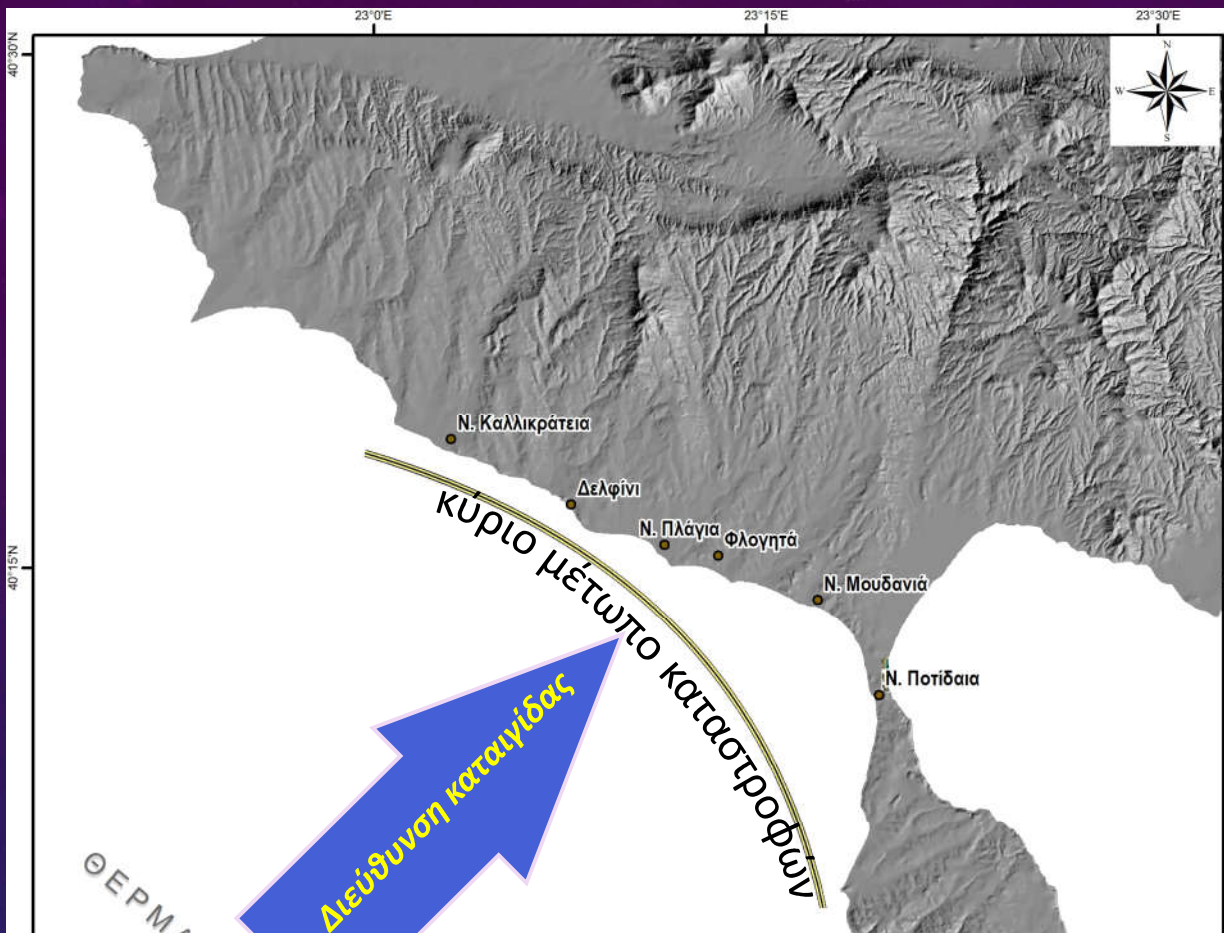 23°0'E
23°15'E
23°30'E
40°30'N
N
W
E
S
Ν. Καλλικράτεια
Δελφίνι
Ν. Πλάγια
Φλογητά
40°15'N
Ν. Μουδανιά
Ν. Ποτίδαια
κύριο μέτωπο καταστροφών
Διεύθυνση καταιγίδας
ΘΕΡΜΑ